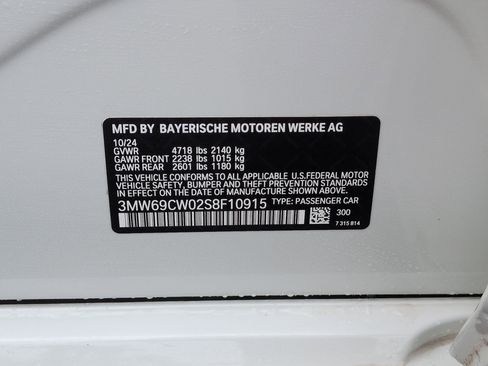 MFD BY BAYERISCHE MOTOREN WERKE AG
10/24
GVWR 4718 lbs 2140 kg
GAWR FRONT 2238 lbs 1015 kg
GAWR REAR 2601 lbs 1180 kg
THIS VEHICLE CONFORMS TO ALL APPLICABLE U.S.FEDERAL MOTOR
VEHICLE SAFETY, BUMPER, AND THEFT PREVENTION STANDARDS
IN EFFECT ON THE DATE OF MANUFACTURE SHOWN ABOVE.
3MW69CW02S8F10915 TYPE: PASSENGER CAR
300
7 315 814